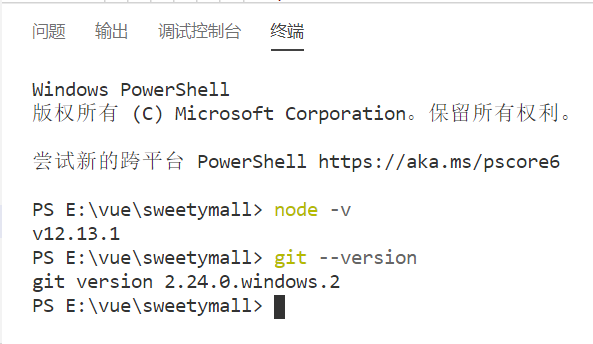 问题 输出 调试控制台 终端
Windows PowerShell
版权所有 (C) Microsoft Corporation。保留所有权利。
尝试新的跨平台 PowerShell https://aka.ms/pscore6
PS E:\vue\sweetymall> node -v
v12.13.1
PS E:\vue\sweetymall> git --version
git version 2.24.0.windows.2
PS E:\vue\sweetymall>